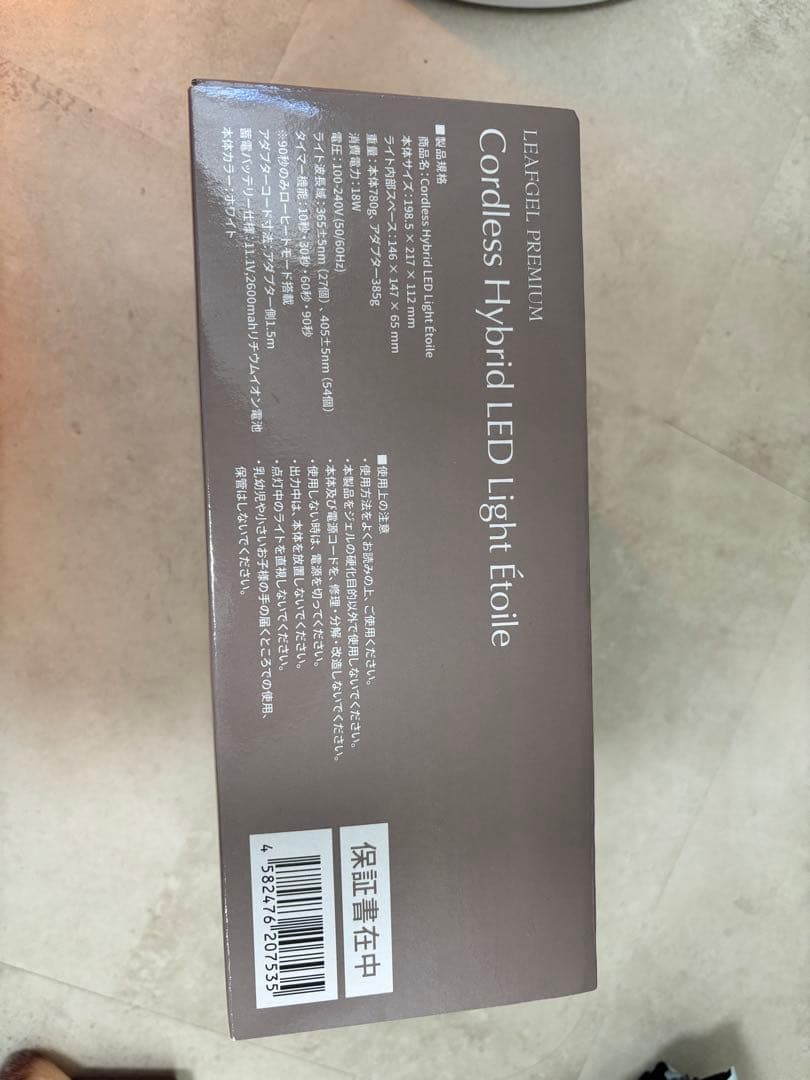 LEAFGEL PREMIUM
Cordless Hybrid LED Light Étoile
■製品規格
商品名：Cordless Hybrid LED Light Étoile
本体サイズ：198.5 × 217 × 112 mm
ライト内部スペース：146 × 147 × 65 mm
重量：本体780g、アダプター385g
消費電力：18W
電圧：100-240V (50/60Hz)
ライト波長域：365±5nm (27個)、405±5nm (54個)
タイマー機能：10秒・30秒・60秒・90秒
※90秒のみローヒートモード搭載
アダプターコード寸法：アダプター側1.5m
蓄電バッテリー仕様：11.1V,2600mahリチウムイオン電池
本体カラー：ホワイト
■使用上の注意
・使用方法をよくお読みの上、ご使用ください。
・本製品をジェルの硬化目的以外で使用しないでください。
・本体及び電源コードを、修理・分解・改造しないでください。
・使用しない時は、電源を切ってください。
・出力中は、本体を放置しないでください。
・点灯中のライトを直視しないでください。
・乳幼児や小さいお子様の手の届くところでの使用、
保管はしないでください。
保証書在中
4 582476 207535